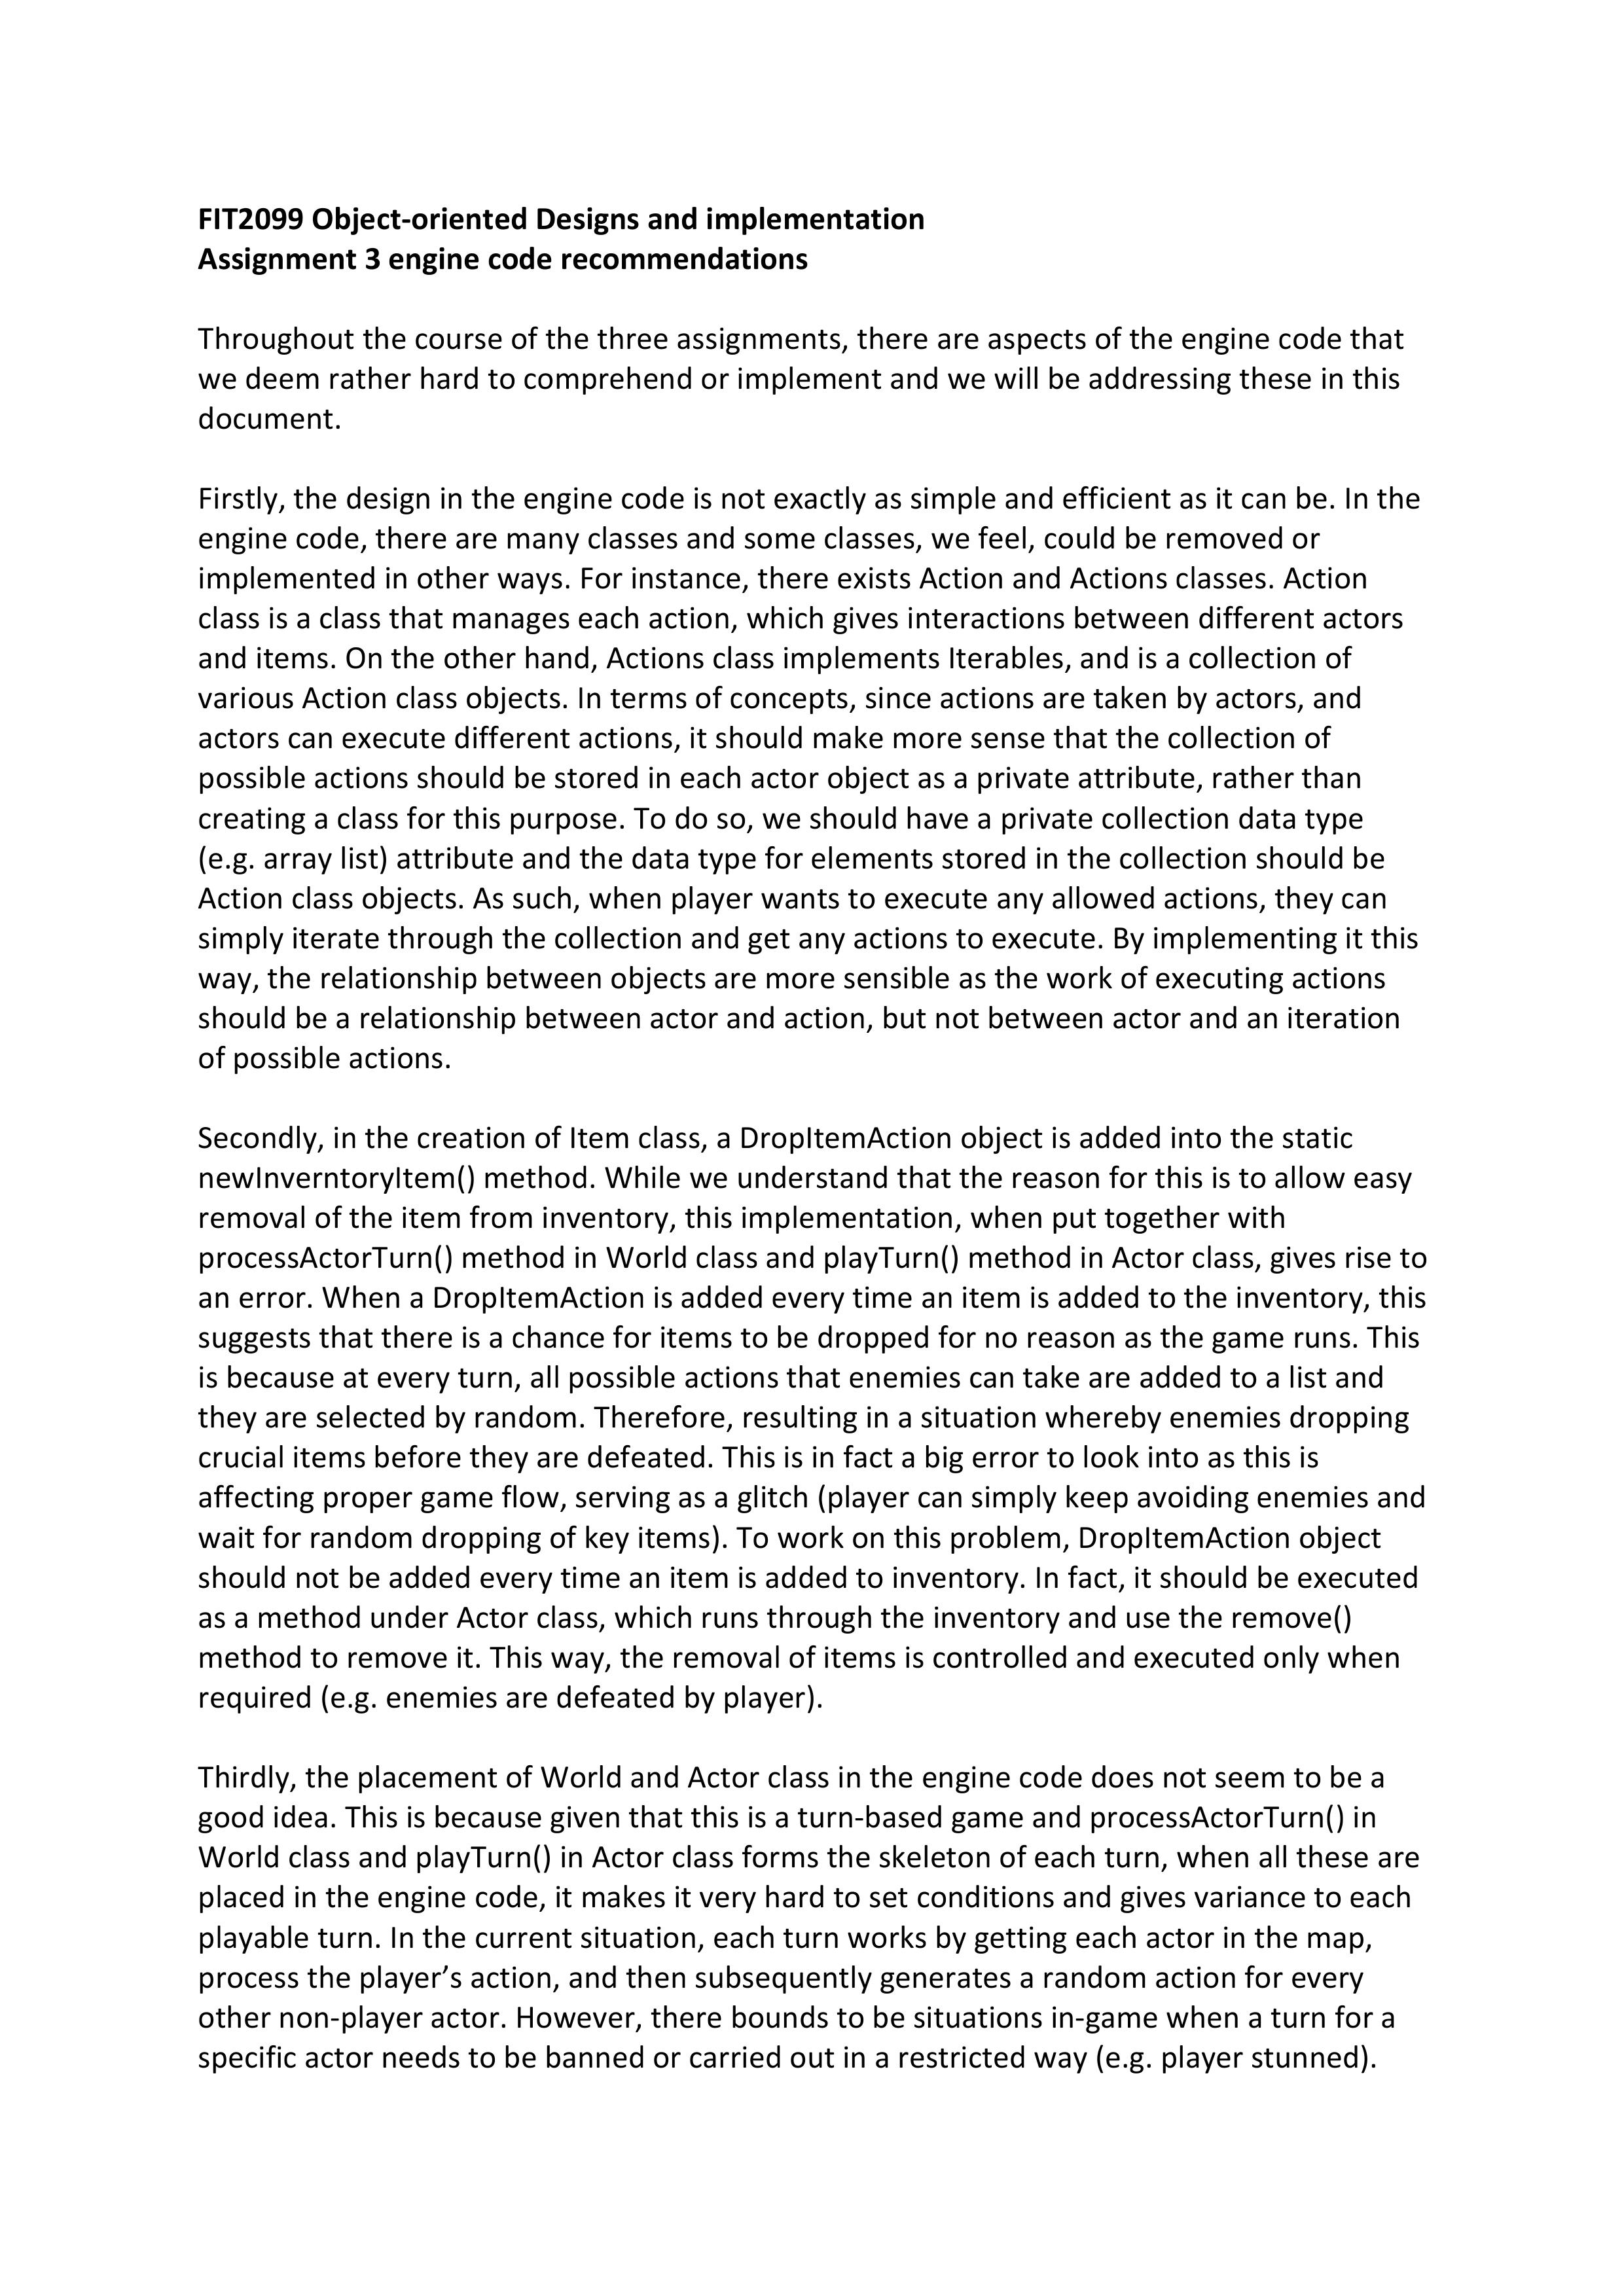 FIT2099 Object-oriented Designs and implementation
Assignment 3 engine code recommendations
Throughout the course of the three assignments, there are aspects of the engine code that
we deem rather hard to comprehend or implement and we will be addressing these in this
document.
Firstly, the design in the engine code is not exactly as simple and efficient as it can be. In the
engine code, there are many classes and some classes, we feel, could be removed or
implemented in other ways. For instance, there exists Action and Actions classes. Action
class is a class that manages each action, which gives interactions between different actors
and items. On the other hand, Actions class implements Iterables, and is a collection of
various Action class objects. In terms of concepts, since actions are taken by actors, and
actors can execute different actions, it should make more sense that the collection of
possible actions should be stored in each actor object as a private attribute, rather than
creating a class for this purpose. To do so, we should have a private collection data type
(e.g. array list) attribute and the data type for elements stored in the collection should be
Action class objects. As such, when player wants to execute any allowed actions, they can
simply iterate through the collection and get any actions to execute. By implementing it this
way, the relationship between objects are more sensible as the work of executing actions
should be a relationship between actor and action, but not between actor and an iteration
of possible actions.
Secondly, in the creation of Item class, a DropItemAction object is added into the static
newInverntoryItem() method. While we understand that the reason for this is to allow easy
removal of the item from inventory, this implementation, when put together with
processActorTurn() method in World class and playTurn() method in Actor class, gives rise to
an error. When a DropItemAction is added every time an item is added to the inventory, this
suggests that there is a chance for items to be dropped for no reason as the game runs. This
is because at every turn, all possible actions that enemies can take are added to a list and
they are selected by random. Therefore, resulting in a situation whereby enemies dropping
crucial items before they are defeated. This is in fact a big error to look into as this is
affecting proper game flow, serving as a glitch (player can simply keep avoiding enemies and
wait for random dropping of key items). To work on this problem, DropItemAction object
should not be added every time an item is added to inventory. In fact, it should be executed
as a method under Actor class, which runs through the inventory and use the remove()
method to remove it. This way, the removal of items is controlled and executed only when
required (e.g. enemies are defeated by player).
Thirdly, the placement of World and Actor class in the engine code does not seem to be a
good idea. This is because given that this is a turn-based game and processActorTurn() in
World class and playTurn() in Actor class forms the skeleton of each turn, when all these are
placed in the engine code, it makes it very hard to set conditions and gives variance to each
playable turn. In the current situation, each turn works by getting each actor in the map,
process the player’s action, and then subsequently generates a random action for every
other non-player actor. However, there bounds to be situations in-game when a turn for a
specific actor needs to be banned or carried out in a restricted way (e.g. player stunned).